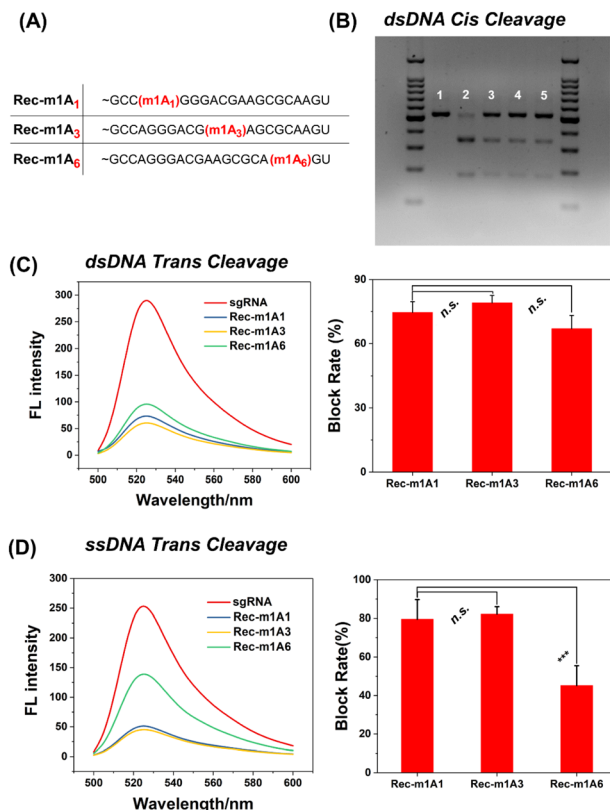 (A)
Rec-m1A1 ~GCC(m1A1)GGGACGAAGCGCAAGU
Rec-m1A3 ~GCCAGGGACG(m1A3)AGCGCAAGU
Rec-m1A6 ~GCCAGGGACGAAGCGCA(m1A6)GU
(B) dsDNA Cis Cleavage
1 2 3 4 5
(C) dsDNA Trans Cleavage
FL intensity
300
250
200
150
100
50
0
500 520 540 560 580 600
Wavelength/nm
sgRNA
Rec-m1A1
Rec-m1A3
Rec-m1A6
Block Rate (%)
90
60
30
0
n.s.
n.s.
Rec-m1A1 Rec-m1A3 Rec-m1A6
(D) ssDNA Trans Cleavage
FL intensity
300
250
200
150
100
50
0
500 520 540 560 580 600
Wavelength/nm
sgRNA
Rec-m1A1
Rec-m1A3
Rec-m1A6
Block Rate(%)
100
80
60
40
20
0
n.s.
***
Rec-m1A1 Rec-m1A3 Rec-m1A6